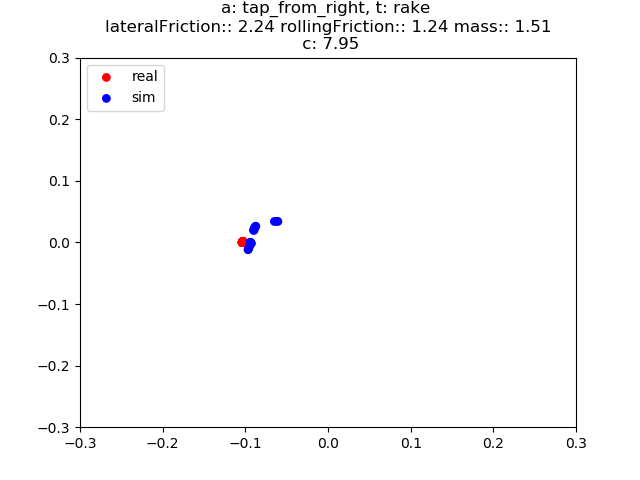 a: tap_from_right, t: rake
lateralFriction:: 2.24 rollingFriction:: 1.24 mass:: 1.51
c: 7.95
real
sim
0.3
0.2
0.1
0.0
−0.1
−0.2
−0.3
−0.3 −0.2 −0.1 0.0 0.1 0.2 0.3